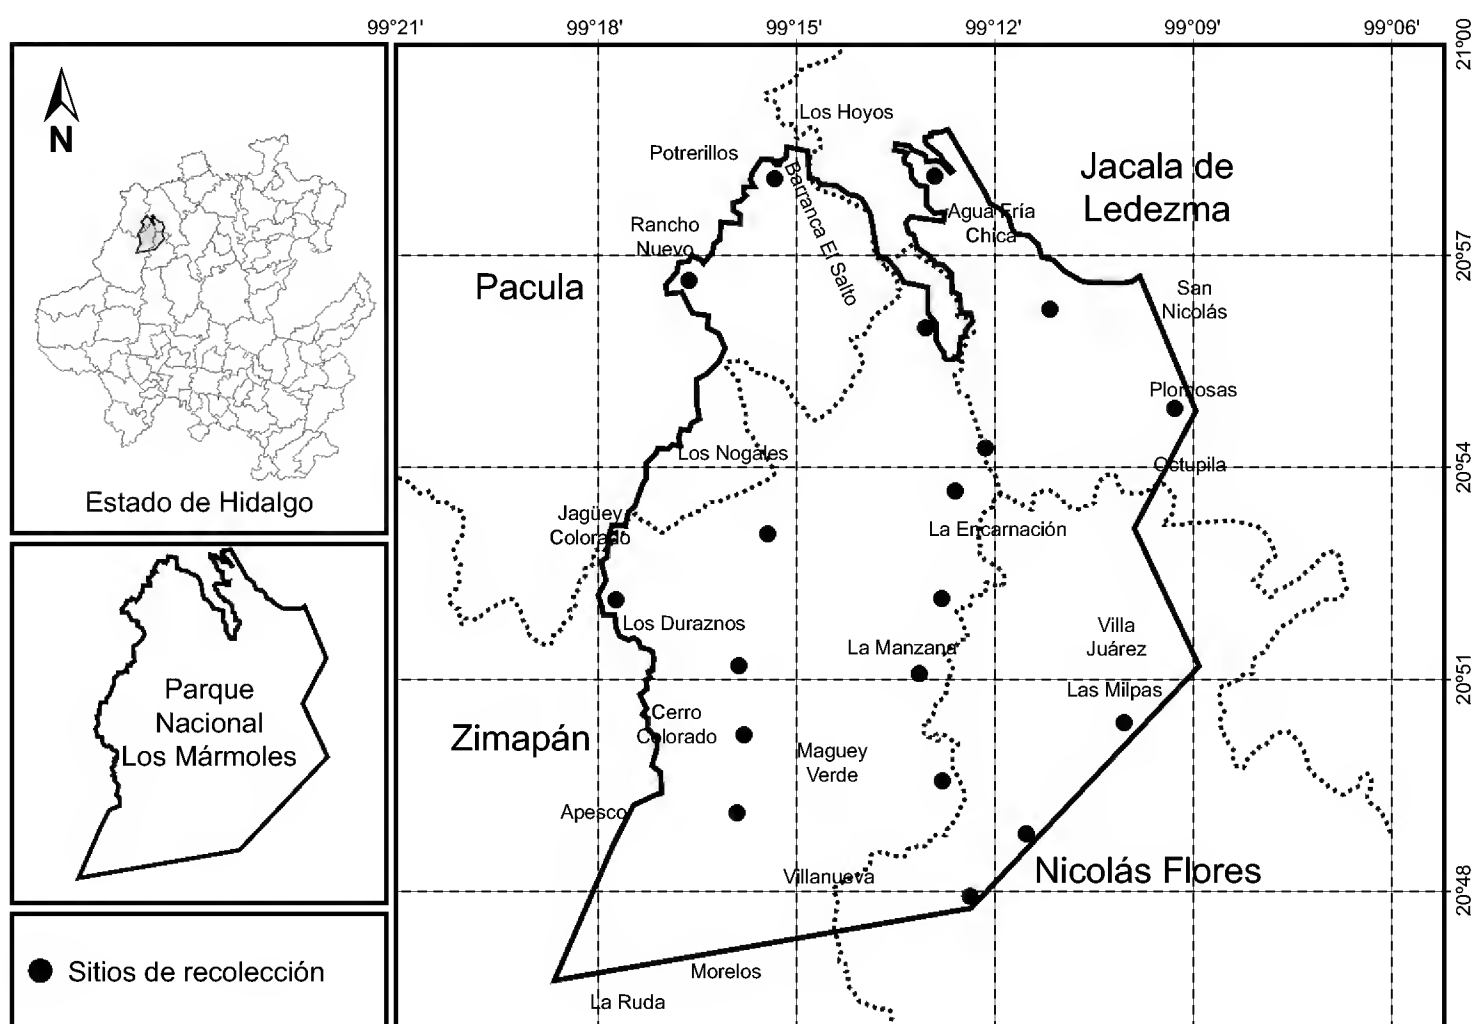 99°21'
99°18'
99°15'
99°12'
99°09'
99°06'
21°00
20°57
20°54
20°51
20°48
N
Estado de Hidalgo
Parque
Nacional
Los Mármoles
Sitios de recolección
Los Hoyos
Potrerillos
Barranca El Salto
Jacala de
Ledezma
Agua Fría
Chica
Rancho
Nuevo
Pacula
San
Nicolás
Plomosas
Los Nogales
Octupila
Jagüey
Colorado
La Encarnación
Los Duraznos
La Manzana
Villa
Juárez
Las Milpas
Cerro
Colorado
Zimapán
Maguey
Verde
Apesco
Villanueva
Nicolás Flores
Morelos
La Ruda